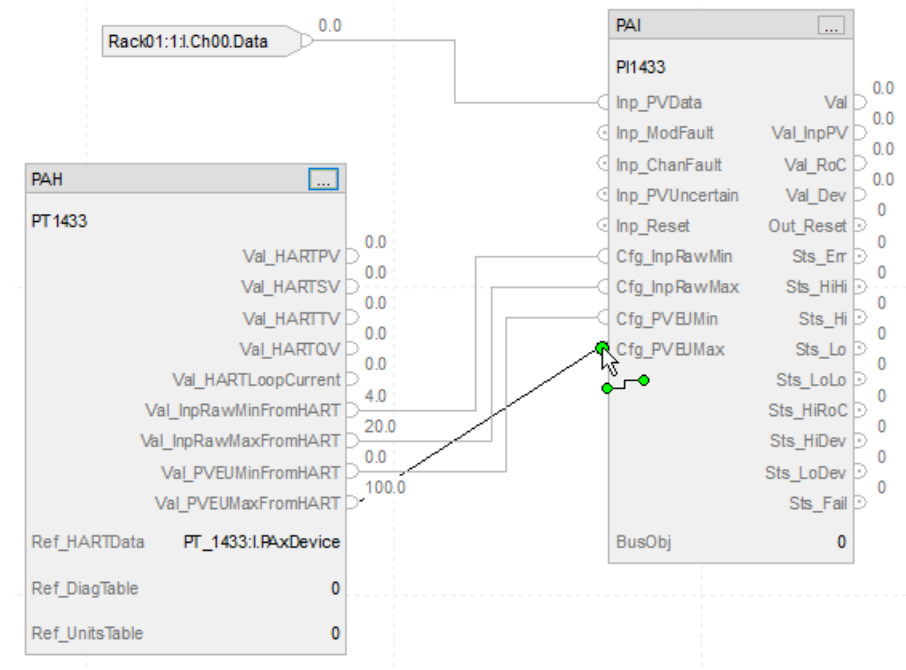 Rack01:1:I.Ch00.Data
0.0
PAH
...
PT1433
Val_HARTPV
0.0
Val_HARTSV
0.0
Val_HARTTV
0.0
Val_HARTQV
0.0
Val_HARTLoopCurrent
0.0
Val_InpRawMinFromHART
4.0
Val_InpRawMaxFromHART
20.0
Val_PVEUMinFromHART
0.0
Val_PVEUMaxFromHART
100.0
Ref_HARTData PT_1433:I.PAxDevice
Ref_DiagTable 0
Ref_UnitsTable 0
PAI
...
PI1433
Inp_PVData Val
0.0
Inp_ModFault Val_InpPV
0.0
Inp_ChanFault Val_RoC
0.0
Inp_PVUncertain Val_Dev
0.0
Inp_Reset Out_Reset
0
Cfg_InpRawMin Sts_Err
0
Cfg_InpRawMax Sts_HiHi
0
Cfg_PVEUMin Sts_Hi
0
Cfg_PVEUMax Sts_Lo
0
Sts_LoLo
0
Sts_HiRoC
0
Sts_HiDev
0
Sts_LoDev
0
Sts_Fail
0
BusObj 0